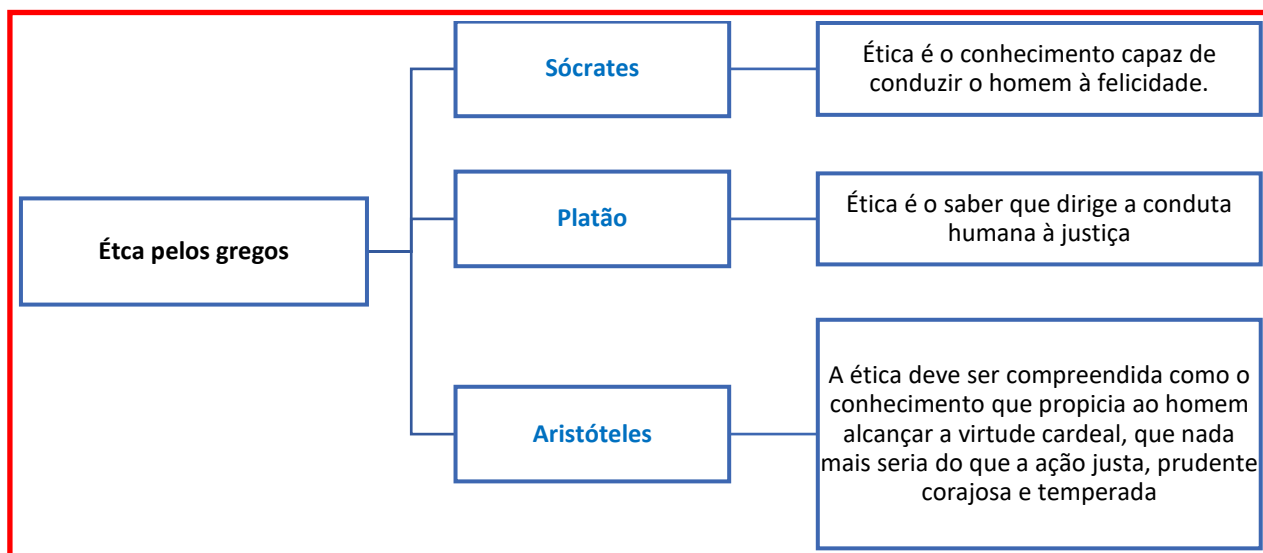 Étca pelos gregos
Sócrates
Ética é o conhecimento capaz de
conduzir o homem à felicidade.
Platão
Ética é o saber que dirige a conduta
humana à justiça
Aristóteles
A ética deve ser compreendida como o
conhecimento que propicia ao homem
alcançar a virtude cardeal, que nada
mais seria do que a ação justa, prudente
corajosa e temperada